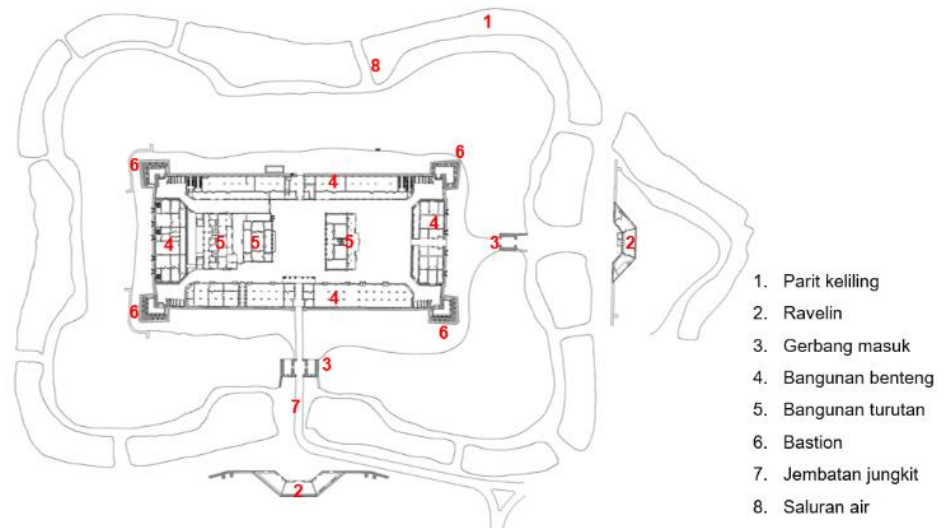 1
8
6
6
4
4
5
5
5
4
3
2
4
6
6
3
7
2
1. Parit keliling
2. Ravelin
3. Gerbang masuk
4. Bangunan benteng
5. Bangunan turutan
6. Bastion
7. Jembatan jungkit
8. Saluran air